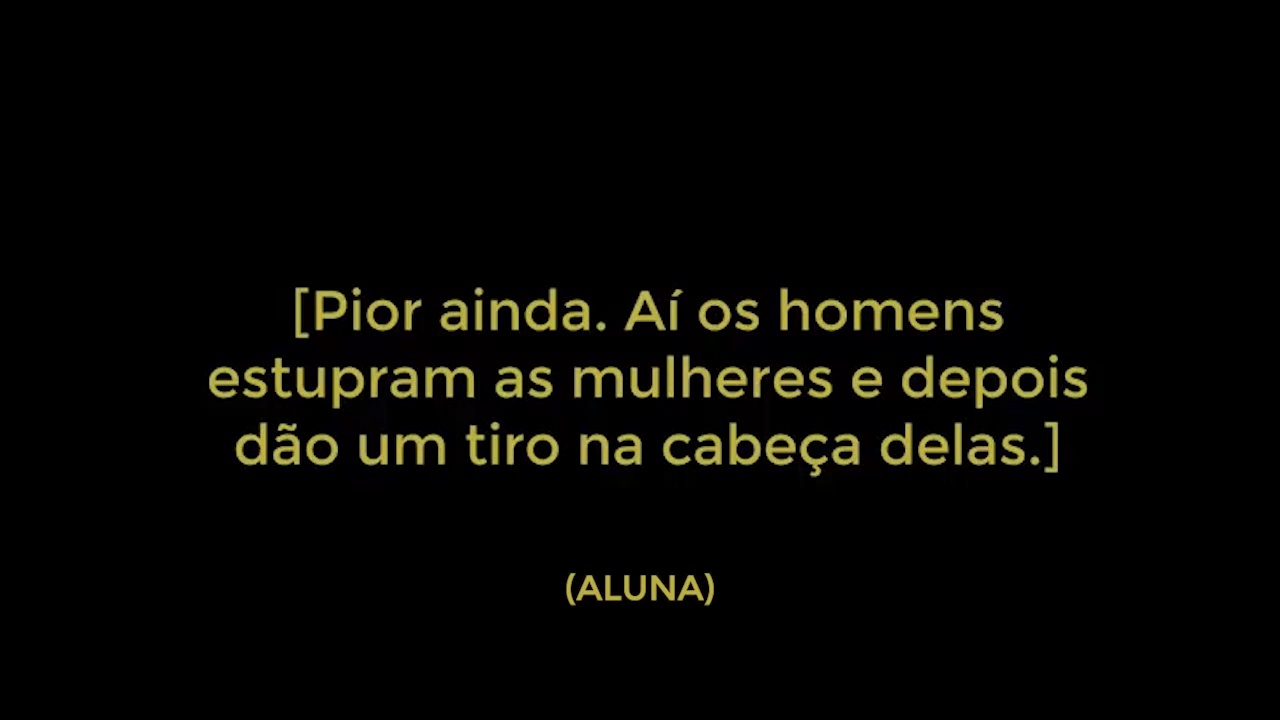 [Pior ainda. Aí os homens
estupram as mulheres e depois
dão um tiro na cabeça delas.]
(ALUNA)